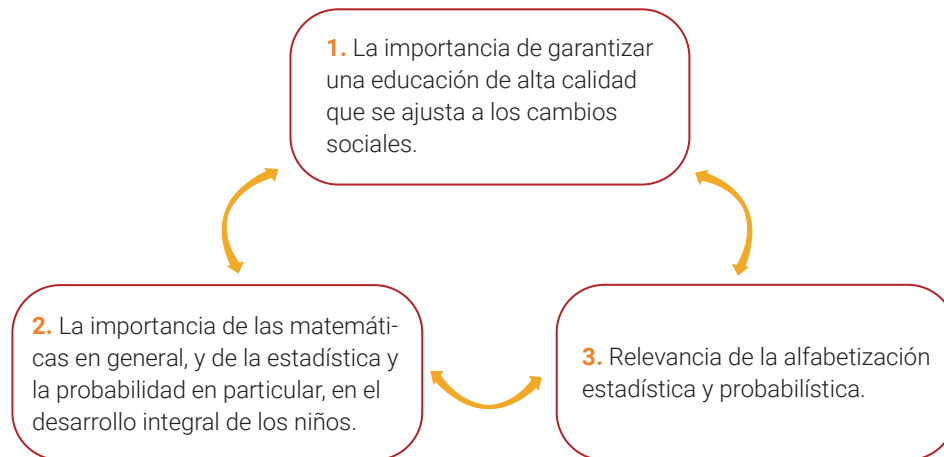 1. La importancia de garantizar
una educación de alta calidad
que se ajusta a los cambios
sociales.
2. La importancia de las matemáti-
cas en general, y de la estadística y
la probabilidad en particular, en el
desarrollo integral de los niños.
3. Relevancia de la alfabetización
estadística y probabilística.